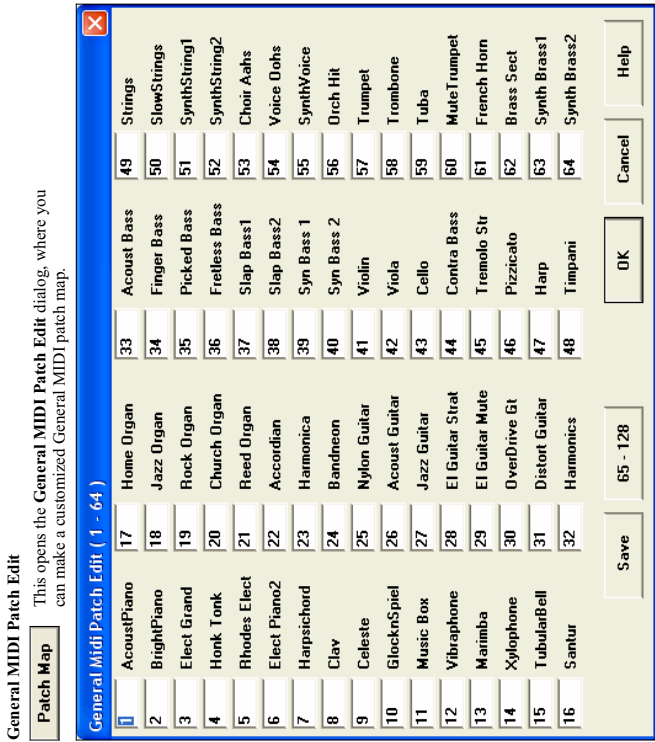 General MIDI Patch Edit
Patch Map
This opens the General MIDI Patch Edit dialog, where you
can make a customized General MIDI patch map.
General Midi Patch Edit ( 1 - 64 )
1 AcoustPiano 17 Home Organ 33 Acoust Bass 49 Strings
2 BrightPiano 18 Jazz Organ 34 Finger Bass 50 SlowStrings
3 Elect Grand 19 Rock Organ 35 Picked Bass 51 SynthString1
4 Honk Tonk 20 Church Organ 36 Fretless Bass 52 SynthString2
5 Rhodes Elect 21 Reed Organ 37 Slap Bass1 53 Choir Aahs
6 Elect Piano2 22 Accordian 38 Slap Bass2 54 Voice Oohs
7 Harpsichord 23 Harmonica 39 Syn Bass 1 55 SynthVoice
8 Clav 24 Bandneon 40 Syn Bass 2 56 Orch Hit
9 Celeste 25 Nylon Guitar 41 Violin 57 Trumpet
10 GlocknSpiel 26 Acoust Guitar 42 Viola 58 Trombone
11 Music Box 27 Jazz Guitar 43 Cello 59 Tuba
12 Vibraphone 28 El Guitar Strat 44 Contra Bass 60 MuteTrumpet
13 Marimba 29 El Guitar Mute 45 Tremolo Str 61 French Horn
14 Xylophone 30 OverDrive Gt 46 Pizzicato 62 Brass Sect
15 TubularBell 31 Distort Guitar 47 Harp 63 Synth Brass1
16 Santur 32 Harmonics 48 Timpani 64 Synth Brass2
Save 65 - 128 OK Cancel Help